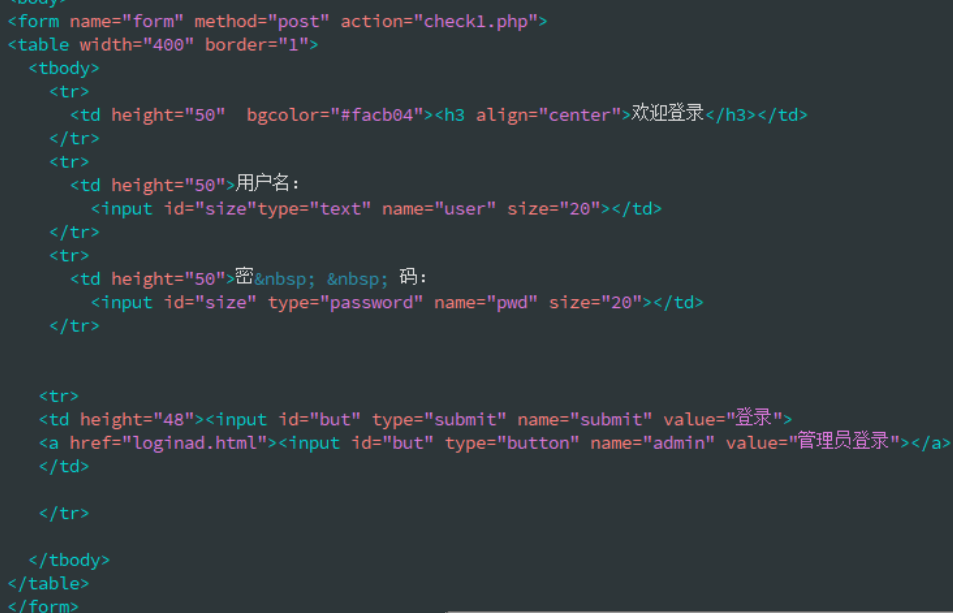 <body>
<form name="form" method="post" action="check1.php">
<table width="400" border="1">
<tbody>
<tr>
<td height="50"  bgcolor="#facb04"><h3 align="center">欢迎登录</h3></td>
</tr>
<tr>
<td height="50">用户名：
<input id="size"type="text" name="user" size="20"></td>
</tr>
<tr>
<td height="50">密&nbsp; &nbsp; 码：
<input id="size" type="password" name="pwd" size="20"></td>
</tr>
<tr>
<td height="48"><input id="but" type="submit" name="submit" value="登录">
<a href="loginad.html"><input id="but" type="button" name="admin" value="管理员登录"></a>
</td>
</tr>
</tbody>
</table>
</form>